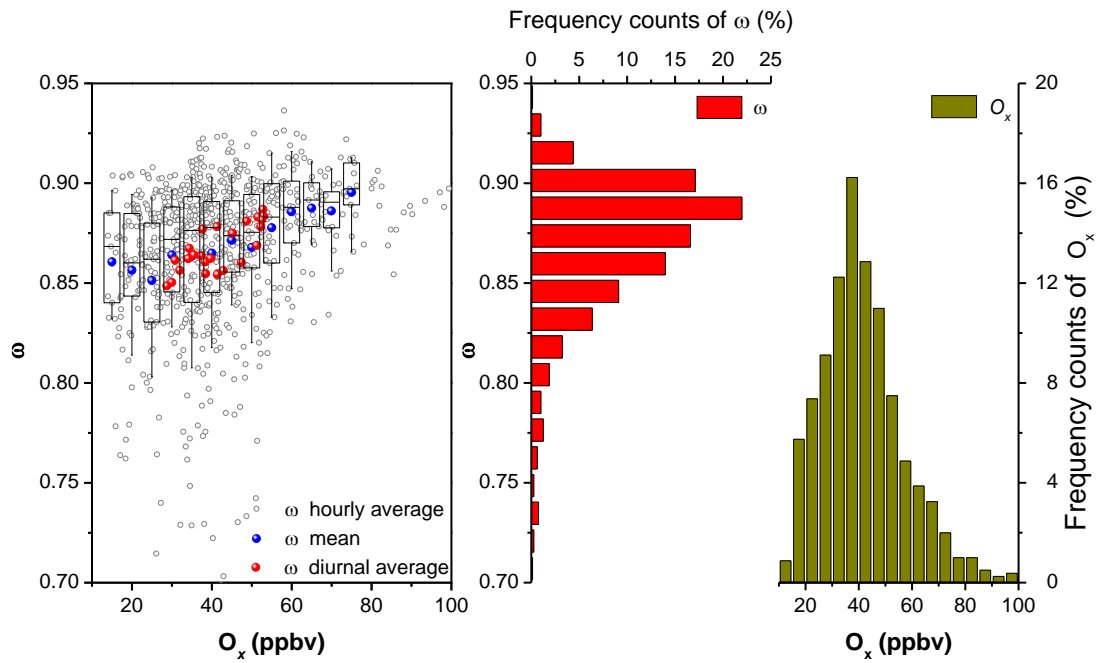 Frequency counts of ω (%)
0 5 10 15 20 25
0.95
0.90
0.85
0.80
0.75
0.70
ω
20 40 60 80 100
Oₓ (ppbv)
ω hourly average
ω mean
ω diurnal average
0.95
0.90
0.85
0.80
0.75
0.70
ω
ω
Oₓ
20
16
12
8
4
0
Frequency counts of Oₓ (%)
20 40 60 80 100
Oₓ (ppbv)